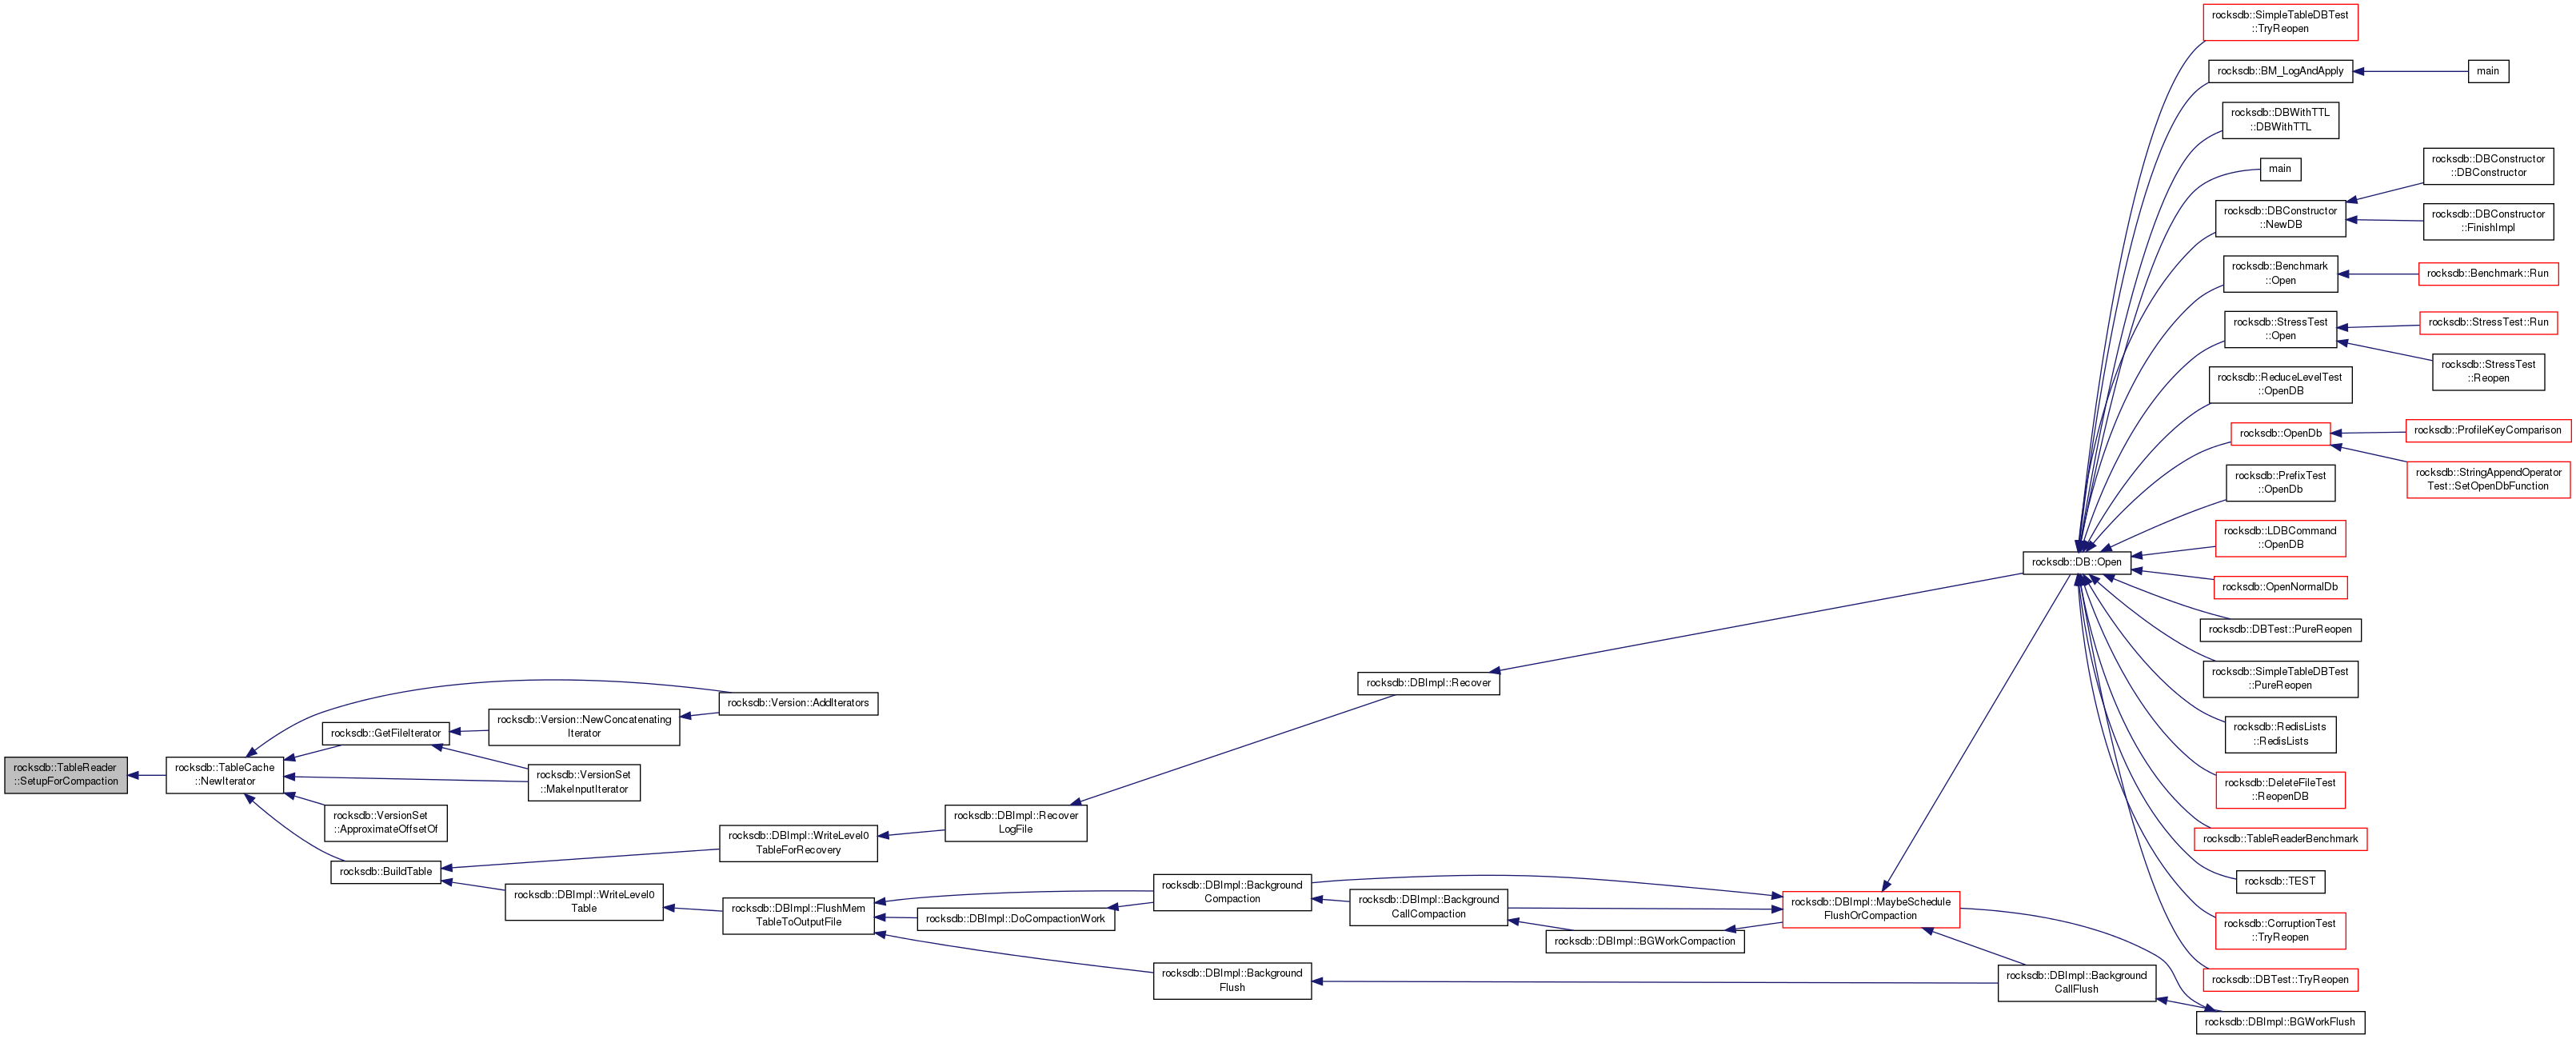 rocksdb::TableReader
::SetupForCompaction
rocksdb::TableCache
::NewIterator
rocksdb::GetFileIterator
rocksdb::VersionSet
::ApproximateOffsetOf
rocksdb::BuildTable
rocksdb::Version::NewConcatenating
Iterator
rocksdb::VersionSet
::MakeInputIterator
rocksdb::DBImpl::WriteLevel0
Table
rocksdb::Version::AddIterators
rocksdb::DBImpl::WriteLevel0
TableForRecovery
rocksdb::DBImpl::FlushMem
TableToOutputFile
rocksdb::DBImpl::Recover
LogFile
rocksdb::DBImpl::DoCompactionWork
rocksdb::DBImpl::Background
Compaction
rocksdb::DBImpl::Background
Flush
rocksdb::DBImpl::Recover
rocksdb::DBImpl::Background
CallCompaction
rocksdb::DBImpl::BGWorkCompaction
rocksdb::DBImpl::MaybeSchedule
FlushOrCompaction
rocksdb::DB::Open
rocksdb::DBImpl::Background
CallFlush
rocksdb::SimpleTableDBTest
::TryReopen
rocksdb::BM_LogAndApply
main
rocksdb::DBWithTTL
::DBWithTTL
main
rocksdb::DBConstructor
::NewDB
rocksdb::DBConstructor
::DBConstructor
rocksdb::DBConstructor
::FinishImpl
rocksdb::Benchmark
::Open
rocksdb::Benchmark::Run
rocksdb::StressTest
::Open
rocksdb::StressTest::Run
rocksdb::StressTest
::Reopen
rocksdb::ReduceLevelTest
::OpenDB
rocksdb::OpenDb
rocksdb::ProfileKeyComparison
rocksdb::StringAppendOperator
Test::SetOpenDbFunction
rocksdb::PrefixTest
::OpenDb
rocksdb::LDBCommand
::OpenDB
rocksdb::OpenNormalDb
rocksdb::DBTest::PureReopen
rocksdb::SimpleTableDBTest
::PureReopen
rocksdb::RedisLists
::RedisLists
rocksdb::DeleteFileTest
::ReopenDB
rocksdb::TableReaderBenchmark
rocksdb::TEST
rocksdb::CorruptionTest
::TryReopen
rocksdb::DBTest::TryReopen
rocksdb::DBImpl::BGWorkFlush